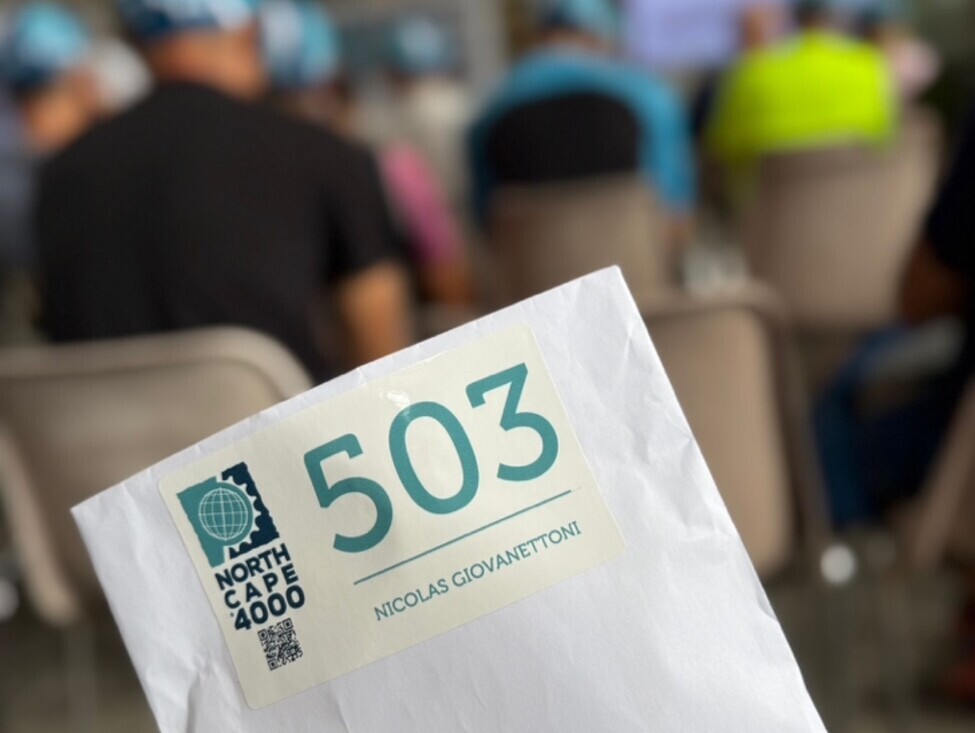 503
NICOLAS GIOVANETTONI
NORTH
CAPE
4000